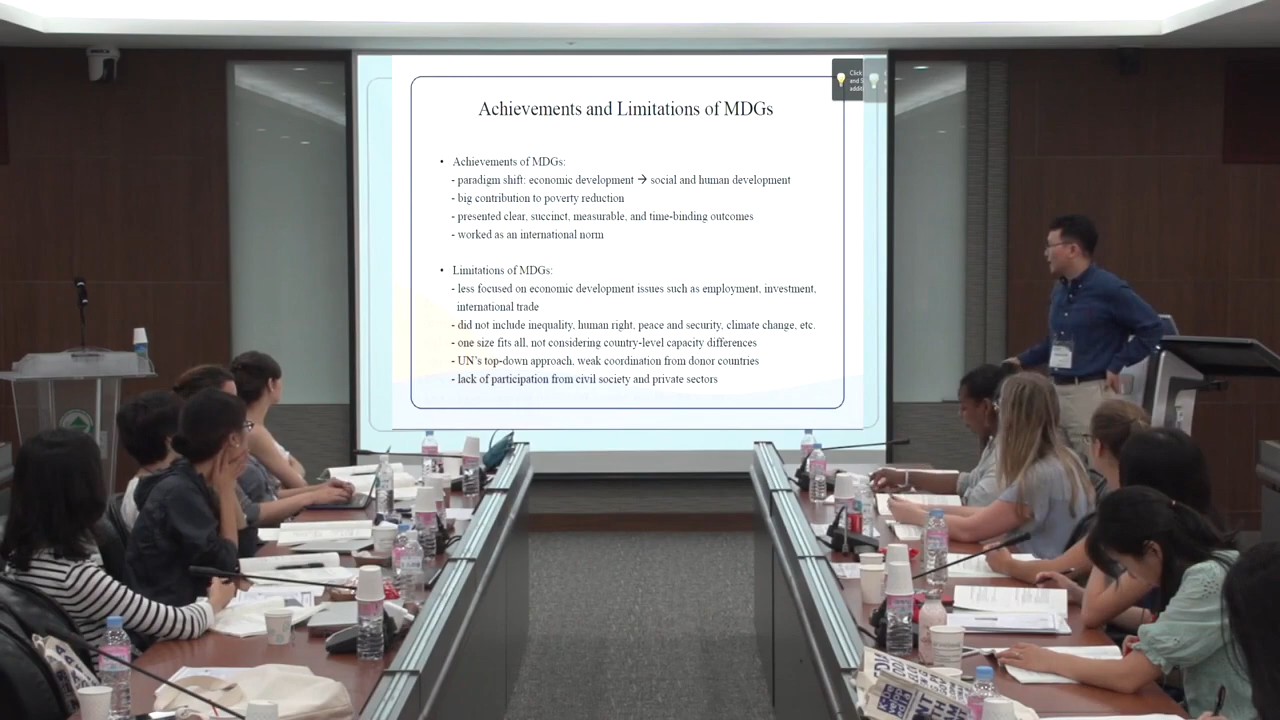 Achievements and Limitations of MDGs
• Achievements of MDGs:
- paradigm shift: economic development → social and human development
- big contribution to poverty reduction
- presented clear, succinct, measurable, and time-binding outcomes
- worked as an international norm
• Limitations of MDGs:
- less focused on economic development issues such as employment, investment,
international trade
- did not include inequality, human right, peace and security, climate change, etc.
- one size fits all, not considering country-level capacity differences
- UN's top-down approach, weak coordination from donor countries
- lack of participation from civil society and private sectors
Click
and S
additi